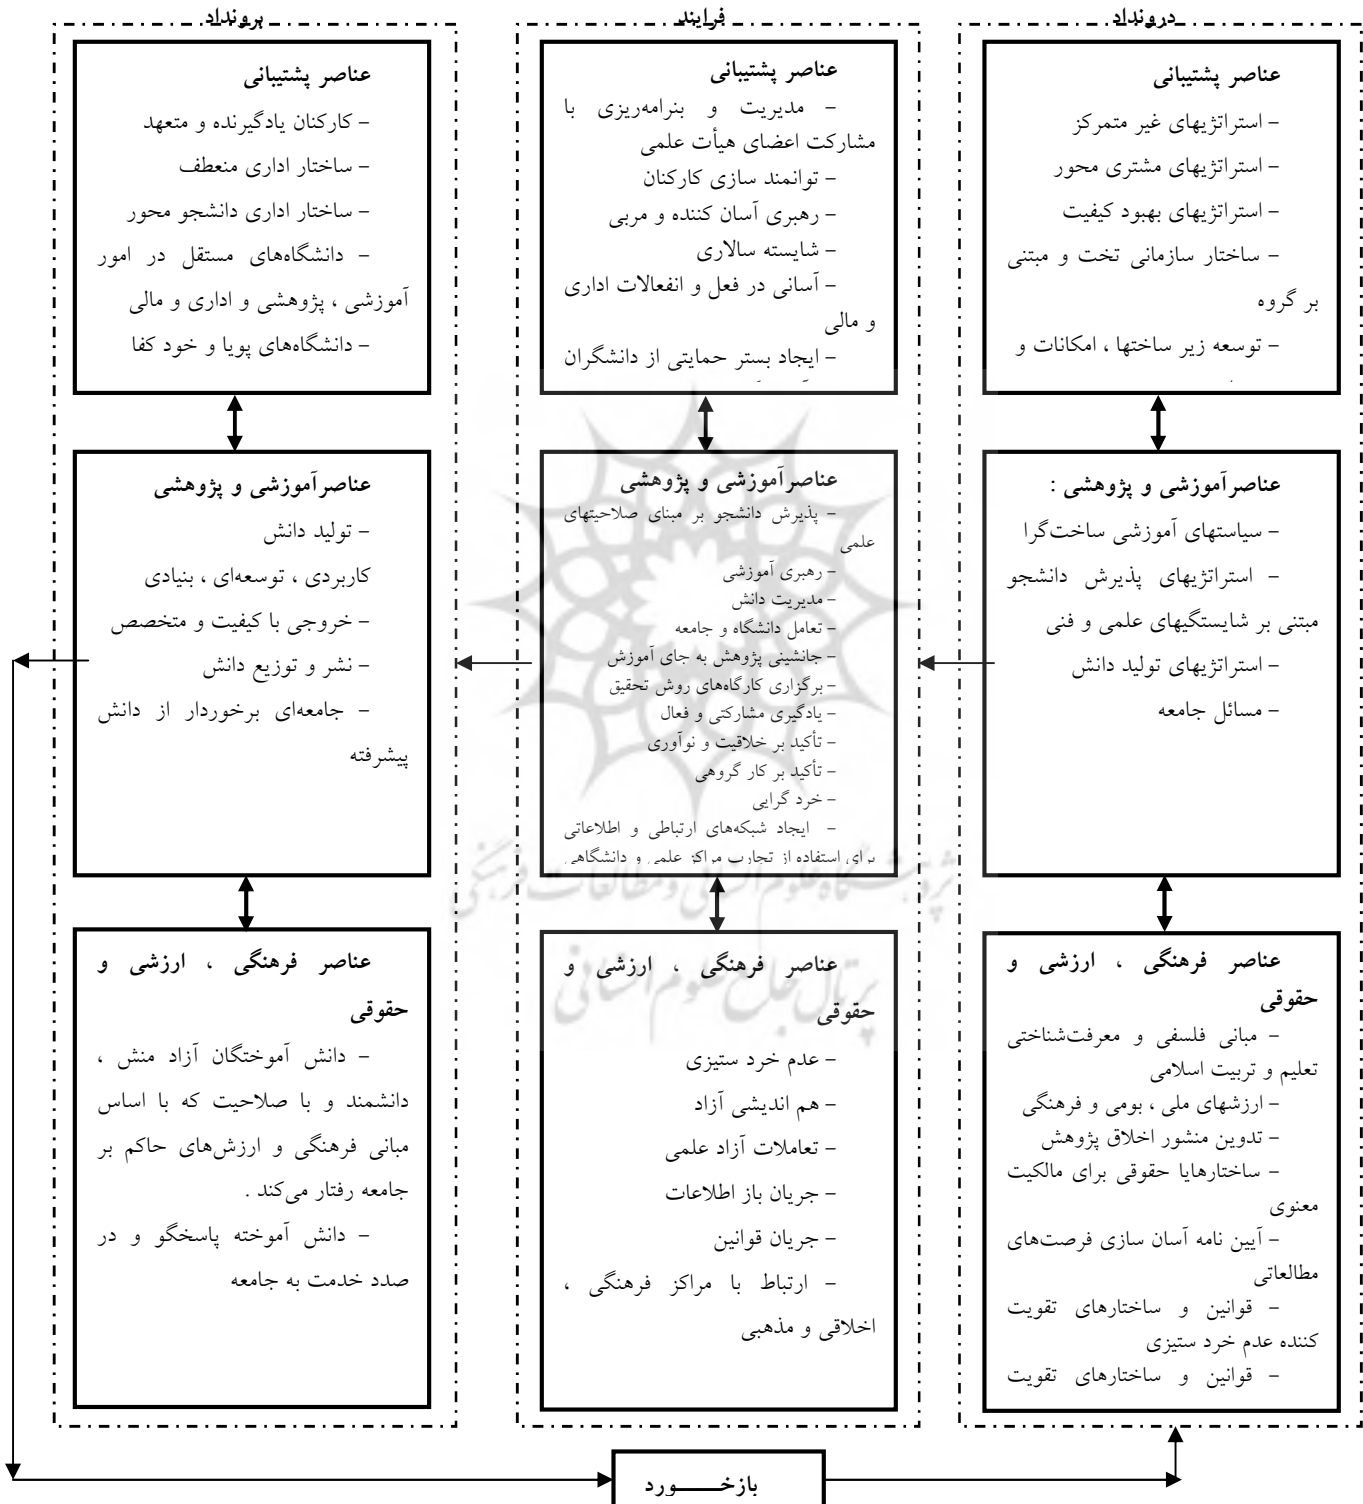 درونداد
عناصر پشتیبانی
- استراتژیهای غیر متمرکز
- استراتژیهای مشتری محور
- استراتژیهای بهبود کیفیت
- ساختار سازمانی تخت و مبتنی
بر گروه
- توسعه زیر ساختها ، امکانات و
عناصرآموزشی و پژوهشی :
- سیاستهای آموزشی ساخت‌گرا
- استراتژیهای پذیرش دانشجو
مبتنی بر شایستگیهای علمی و فنی
- استراتژیهای تولید دانش
- مسائل جامعه
عناصر فرهنگی ، ارزشی و
حقوقی
- مبانی فلسفی و معرفت‌شناختی
تعلیم و تربیت اسلامی
- ارزشهای ملی ، بومی و فرهنگی
- تدوین منشور اخلاق پژوهش
- ساختارهایا حقوقی برای مالکیت
معنوی
- آیین نامه آسان سازی فرصت‌های
مطالعاتی
- قوانین و ساختارهای تقویت
کننده عدم خرد ستیزی
- قوانین و ساختارهای تقویت
فرایند
عناصر پشتیبانی
- مدیریت و بنرامه‌ریزی با
مشارکت اعضای هیأت علمی
- توانمند سازی کارکنان
- رهبری آسان کننده و مربی
- شایسته سالاری
- آسانی در فعل و انفعالات اداری
و مالی
- ایجاد بستر حمایتی از دانشگران
عناصرآموزشی و پژوهشی
- پذیرش دانشجو بر مبنای صلاحیتهای
علمی
- رهبری آموزشی
- مدیریت دانش
- تعامل دانشگاه و جامعه
- جانشینی پژوهش به جای آموزش
- برگزاری کارگاه‌های روش تحقیق
- یادگیری مشارکتی و فعال
- تأکید بر خلاقیت و نوآوری
- تأکید بر کار گروهی
- خرد گرایی
- ایجاد شبکه‌های ارتباطی و اطلاعاتی
برای استفاده از تجارب مراکز علمی و دانشگاهی
عناصر فرهنگی ، ارزشی و
حقوقی
- عدم خرد ستیزی
- هم اندیشی آزاد
- تعاملات آزاد علمی
- جریان باز اطلاعات
- جریان قوانین
- ارتباط با مراکز فرهنگی ،
اخلاقی و مذهبی
برونداد
عناصر پشتیبانی
- کارکنان یادگیرنده و متعهد
- ساختار اداری منعطف
- ساختار اداری دانشجو محور
- دانشگاه‌های مستقل در امور
آموزشی ، پژوهشی و اداری و مالی
- دانشگاه‌های پویا و خود کفا
عناصرآموزشی و پژوهشی
- تولید دانش
کاربردی ، توسعه‌ای ، بنیادی
- خروجی با کیفیت و متخصص
- نشر و توزیع دانش
- جامعه‌ای برخوردار از دانش
پیشرفته
عناصر فرهنگی ، ارزشی و
حقوقی
- دانش آموختگان آزاد منش ،
دانشمند و با صلاحیت که با اساس
مبانی فرهنگی و ارزش‌های حاکم بر
جامعه رفتار می‌کند .
- دانش آموخته پاسخگو و در
صدد خدمت به جامعه
بازخورد
پژوهشگاه علوم انسانی و مطالعات فرهنگی
پرتال جامع علوم انسانی